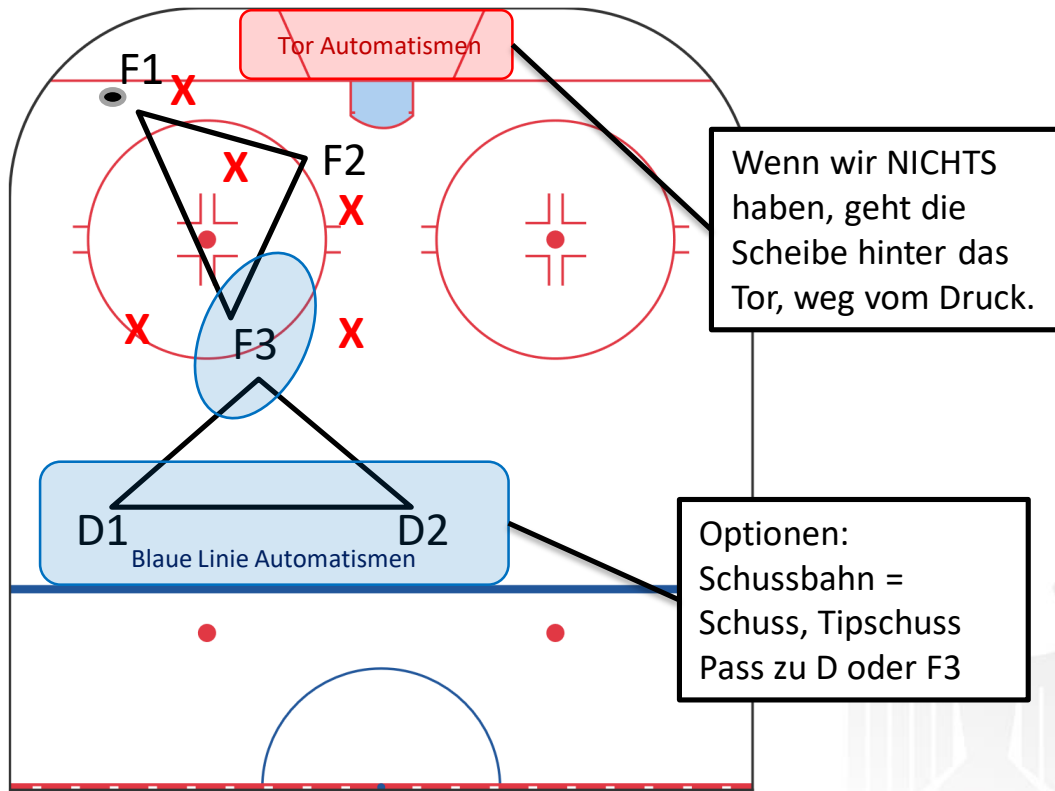 Tor Automatismen
F1
X
X
F2
X
Wenn wir NICHTS
haben, geht die
Scheibe hinter das
Tor, weg vom Druck.
X
F3
X
D1
D2
Blaue Linie Automatismen
Optionen:
Schussbahn =
Schuss, Tipschuss
Pass zu D oder F3